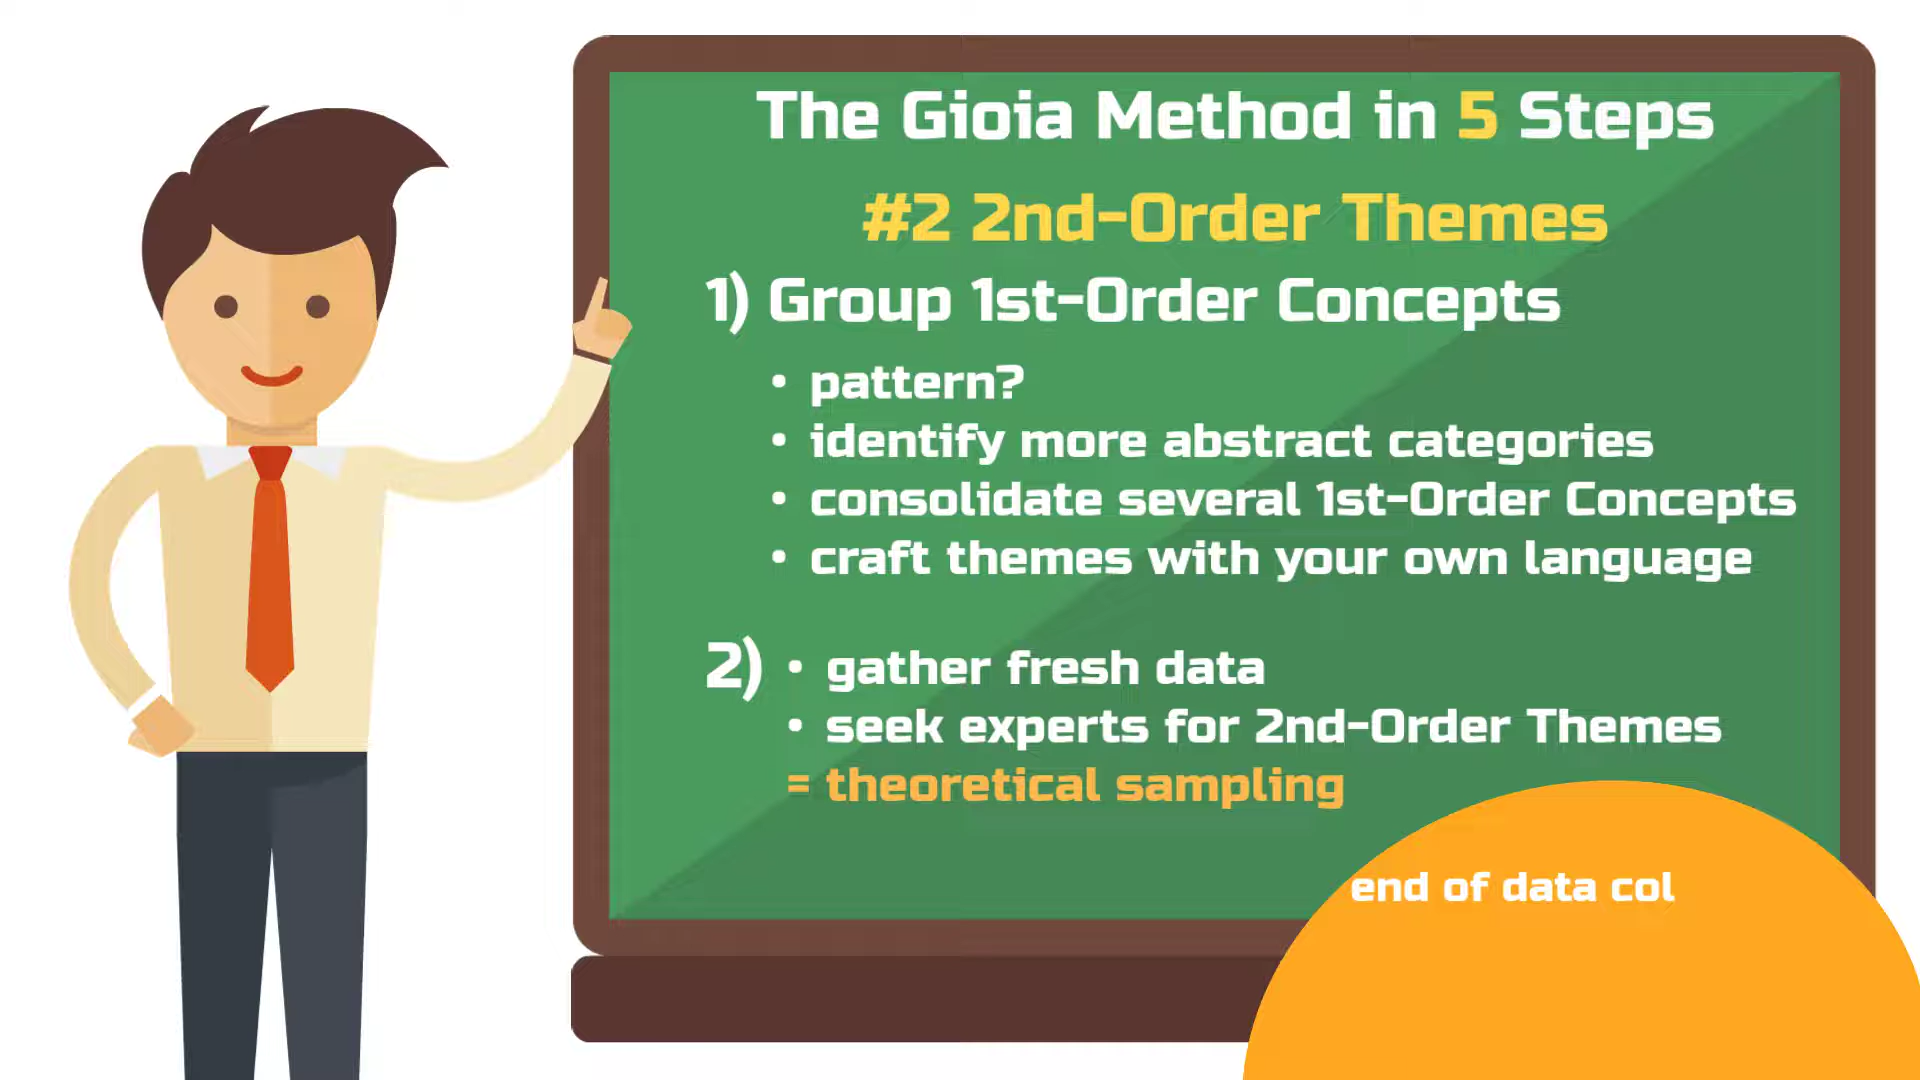 The Gioia Method in 5 Steps
#2 2nd-Order Themes
1) Group 1st-Order Concepts
• pattern?
• identify more abstract categories
• consolidate several 1st-Order Concepts
• craft themes with your own language
2) • gather fresh data
• seek experts for 2nd-Order Themes
= theoretical sampling
end of data col